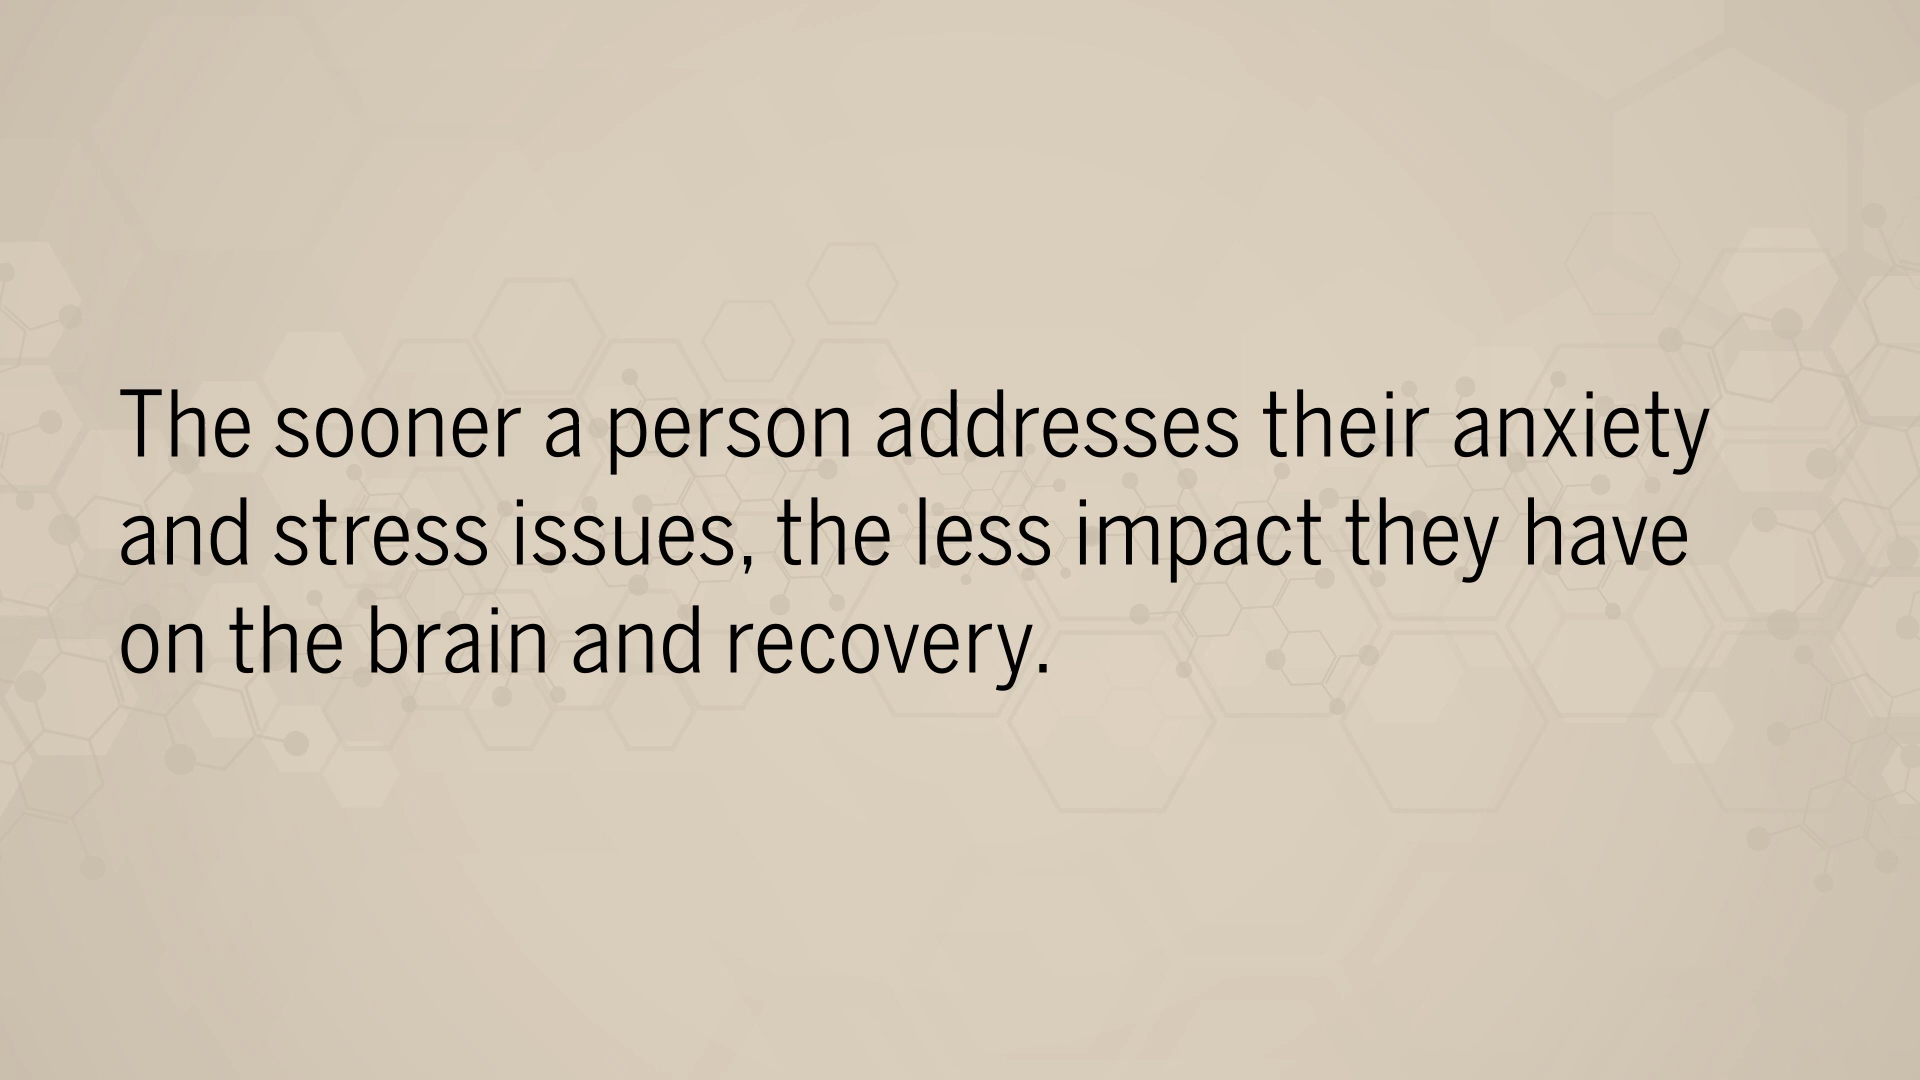 The sooner a person addresses their anxiety
and stress issues, the less impact they have
on the brain and recovery.